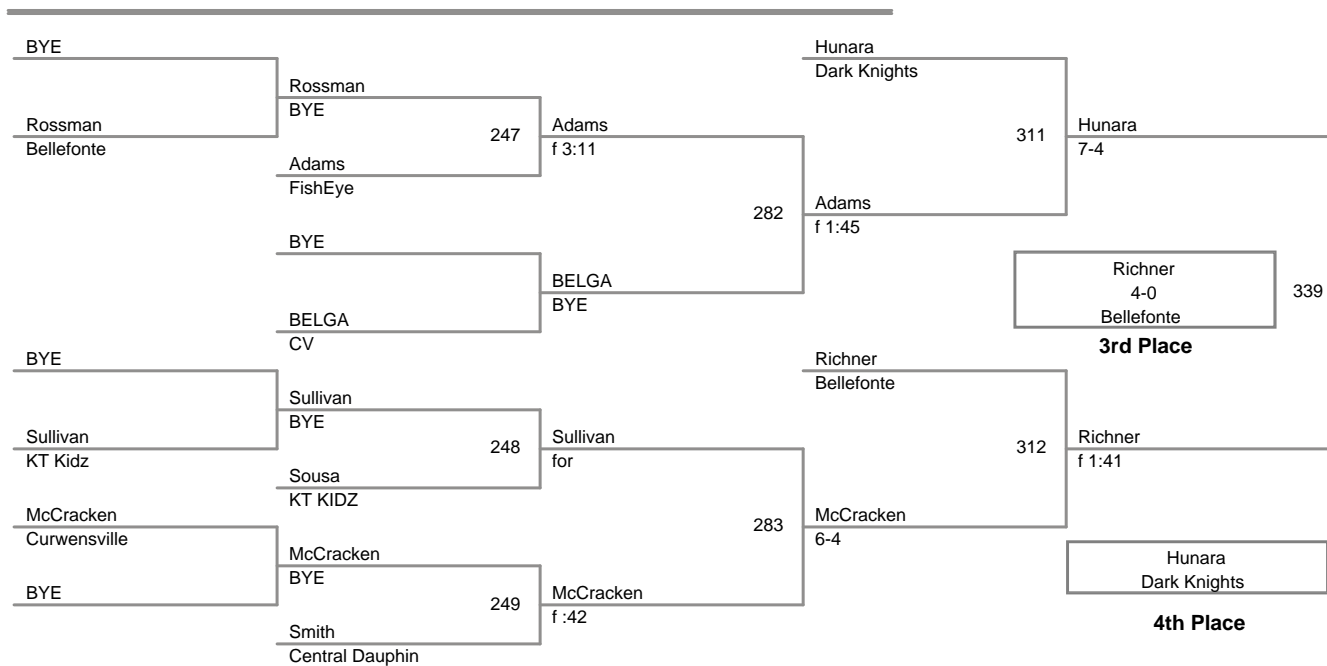 BYE
Hunara
Dark Knights
Rossman
BYE
Rossman
Bellefonte
247
Adams
f 3:11
311
Hunara
7-4
Adams
FishEye
282
Adams
f 1:45
BYE
Richner
4-0
Bellefonte
339
3rd Place
BELGA
BYE
BELGA
CV
BYE
Richner
Bellefonte
Sullivan
BYE
Sullivan
KT Kidz
248
Sullivan
for
312
Richner
f 1:41
Sousa
KT KIDZ
McCracken
Curwensville
283
McCracken
6-4
McCracken
BYE
Hunara
Dark Knights
4th Place
BYE
249
McCracken
f :42
Smith
Central Dauphin